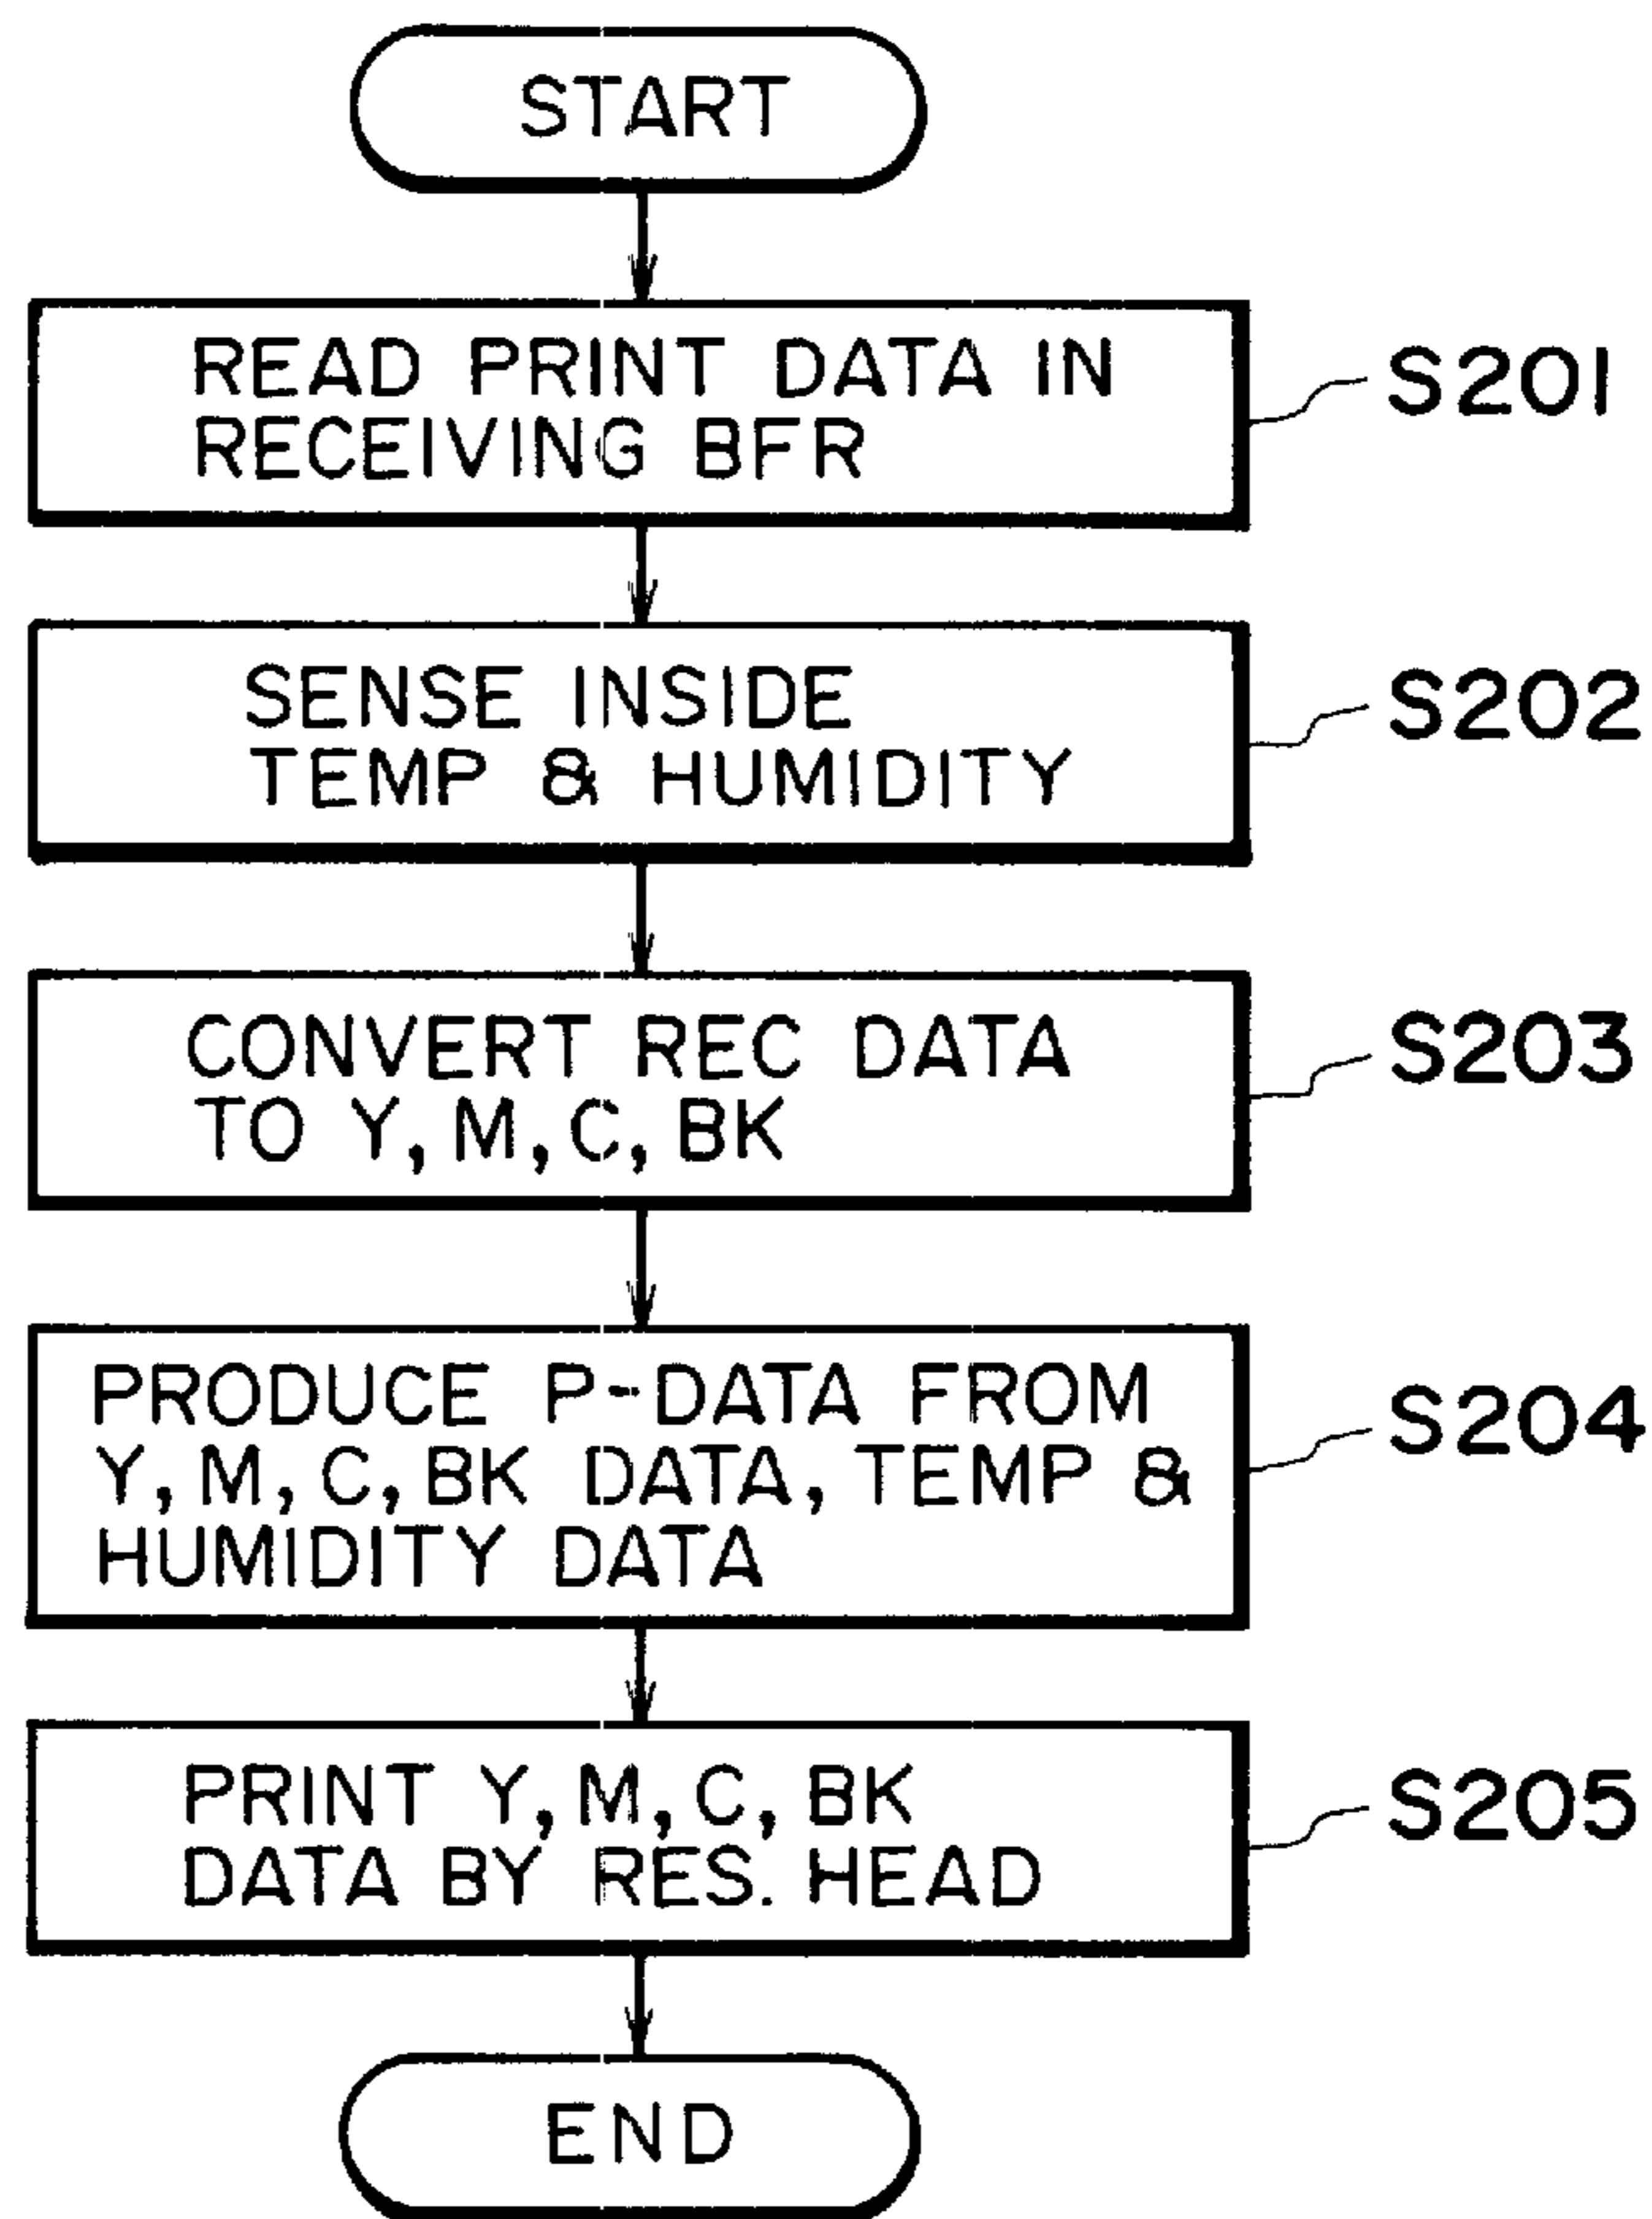 START
READ PRINT DATA IN
RECEIVING BFR
S201
SENSE INSIDE
TEMP & HUMIDITY
S202
CONVERT REC DATA
TO Y, M, C, BK
S203
PRODUCE P-DATA FROM
Y, M, C, BK DATA, TEMP &
HUMIDITY DATA
S204
PRINT Y, M, C, BK
DATA BY RES. HEAD
S205
END